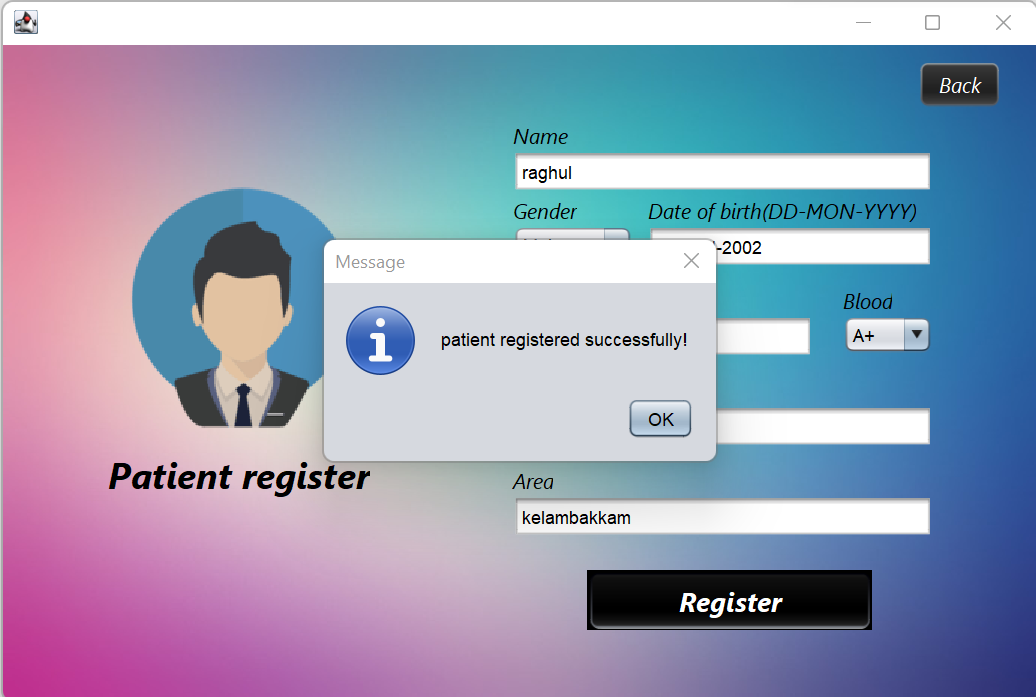 Back
Name
raghul
Gender
Date of birth(DD-MON-YYYY)
-2002
Message
patient registered successfully!
OK
Blood
A+
Patient register
Area
kelambakkam
Register